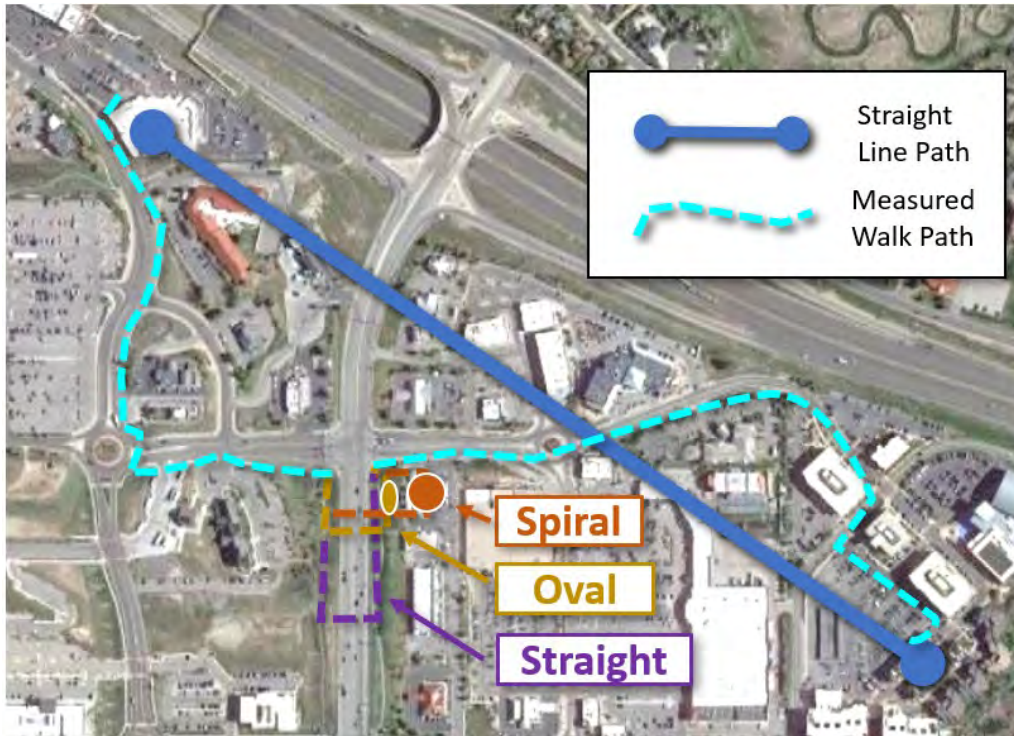 Straight
Line Path
Measured
Walk Path
Spiral
Oval
Straight